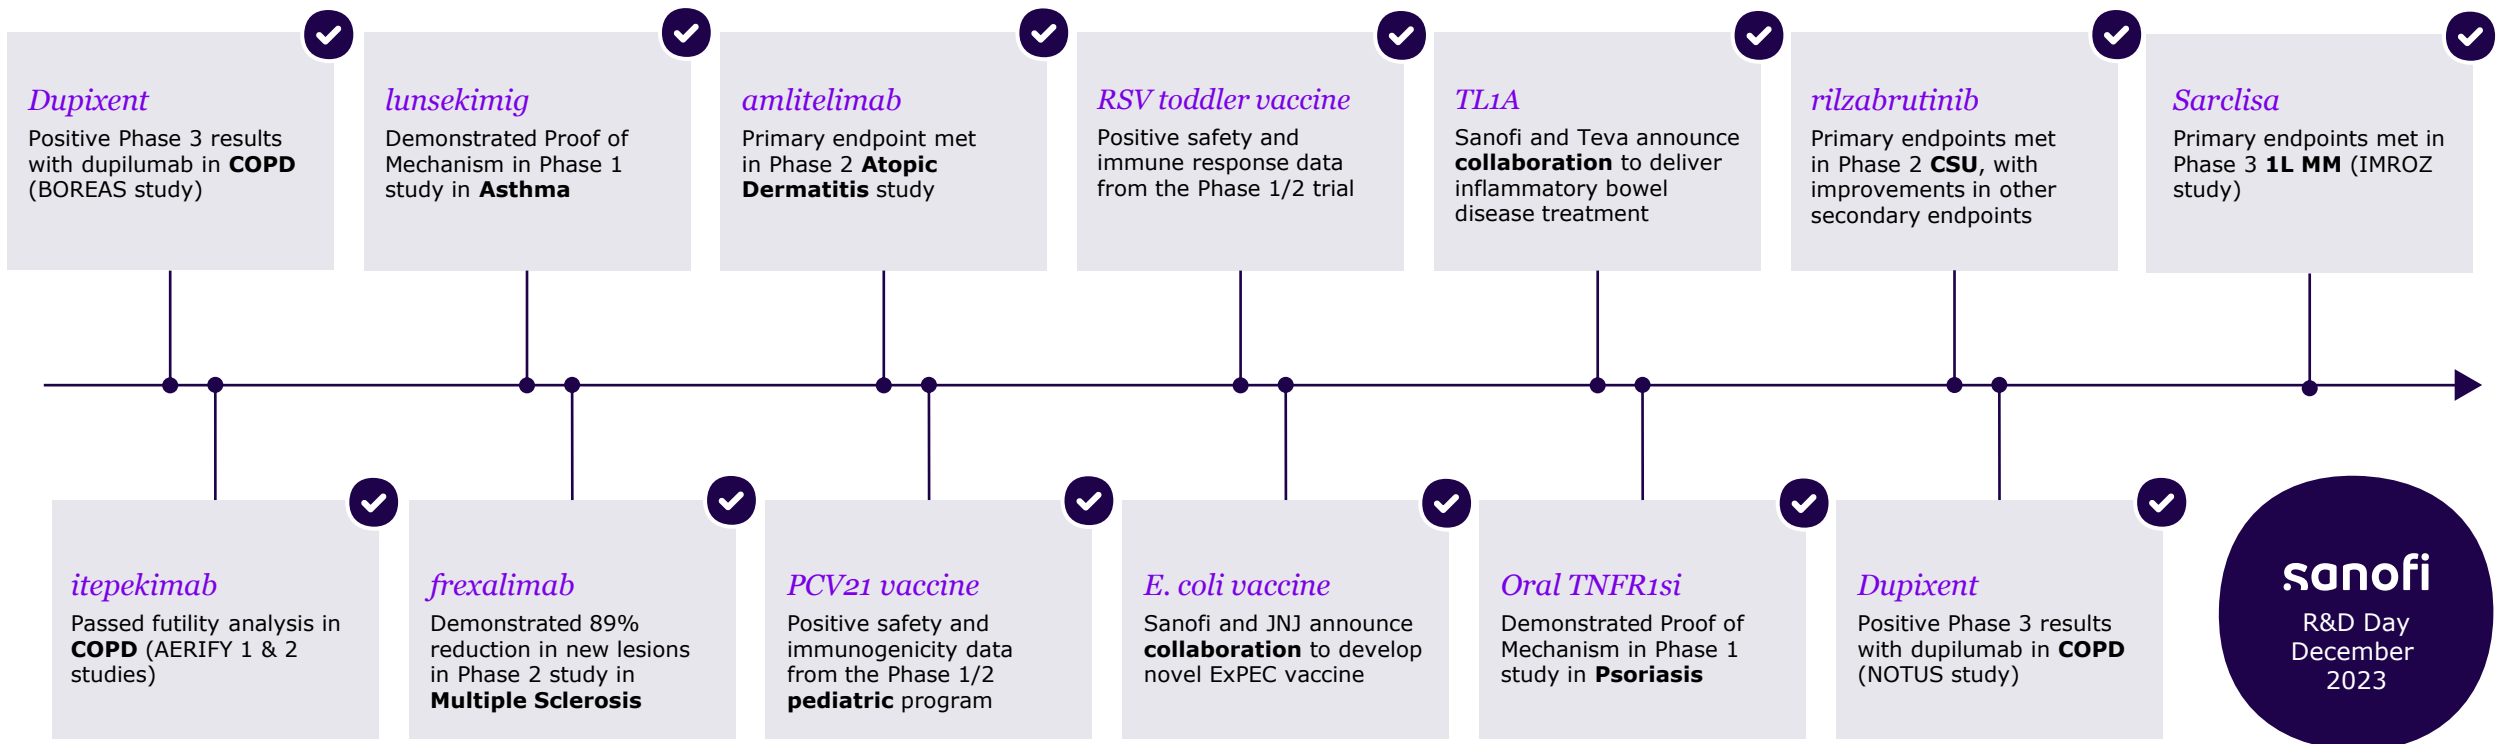 Dupixent
Positive Phase 3 results
with dupilumab in COPD
(BOREAS study)
lunsekimig
Demonstrated Proof of
Mechanism in Phase 1
study in Asthma
amlitelimab
Primary endpoint met
in Phase 2 Atopic
Dermatitis study
RSV toddler vaccine
Positive safety and
immune response data
from the Phase 1/2 trial
TL1A
Sanofi and Teva announce
collaboration to deliver
inflammatory bowel
disease treatment
rilzabrutinib
Primary endpoints met
in Phase 2 CSU, with
improvements in other
secondary endpoints
Sarclisa
Primary endpoints met in
Phase 3 1L MM (IMROZ
study)
itepekimab
Passed futility analysis in
COPD (AERIFY 1 & 2
studies)
frexalimab
Demonstrated 89%
reduction in new lesions
in Phase 2 study in
Multiple Sclerosis
PCV21 vaccine
Positive safety and
immunogenicity data
from the Phase 1/2
pediatric program
E. coli vaccine
Sanofi and JNJ announce
collaboration to develop
novel ExPEC vaccine
Oral TNFR1si
Demonstrated Proof of
Mechanism in Phase 1
study in Psoriasis
Dupixent
Positive Phase 3 results
with dupilumab in COPD
(NOTUS study)
sanofi
R&D Day
December
2023